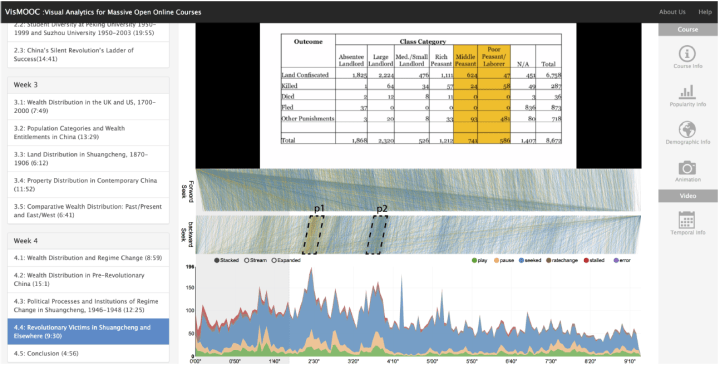 VisMOOC :Visual Analytics for Massive Open Online Courses
About Us
Help
2.2: Student Diversity at Peking University 1950-
1999 and Suzhou University 1950-2003 (19:55)
2.3: China's Silent Revolution's Ladder of
Success(14:41)
Week 3
3.1: Wealth Distribution in the UK and US, 1700-
2000 (7:49)
3.2: Population Categories and Wealth
Entitlements in China (13:29)
3.3: Land Distribution in Shuangcheng, 1870-
1906 (6:12)
3.4: Property Distribution in Contemporary China
(11:52)
3.5: Comparative Wealth Distribution: Past/Present
and East/West (6:41)
Week 4
4.1: Wealth Distribution and Regime Change (8:59)
4.2: Wealth Distribution in Pre-Revolutionary
China (15:1)
4.3: Political Processes and Institutions of Regime
Change in Shuangcheng, 1946-1948 (12:25)
4.4: Revolutionary Victims in Shuangcheng and
Elsewhere (9:30)
4.5: Conclusion (4:56)
Outcome Class Category
Absentee Landlord Large Landlord Med./Small Landlord Rich Peasant Middle Peasant Poor Peasant/ Laborer N/A Total
Land Confiscated 1,825 2,224 476 1,111 624 47 451 6,758
Killed 1 64 34 57 24 58 49 287
Died 2 12 8 11 0 0 3 36
Fled 37 0 0 0 0 0 836 873
Other Punishments 3 20 8 33 93 481 80 718
Total 1,868 2,320 526 1,212 741 586 1,407 8,672
Forward Seek
backward Seek
p1
p2
Stacked Stream Expanded
play pause seeked ratechange stalled error
196
150
100
50
0
0'00" 0'50" 1'40" 2'30" 3'20" 4'10" 5'00" 5'50" 6'40" 7'30" 8'20" 9'10"
Course
Course Info
Popularity Info
Demographic Info
Animation
Video
Temporal Info